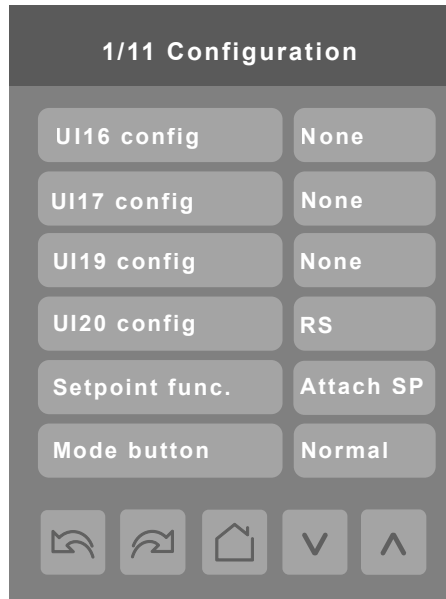 1/11 Configuration
UI16 config None
UI17 config None
UI19 config None
UI20 config RS
Setpoint func. Attach SP
Mode button Normal